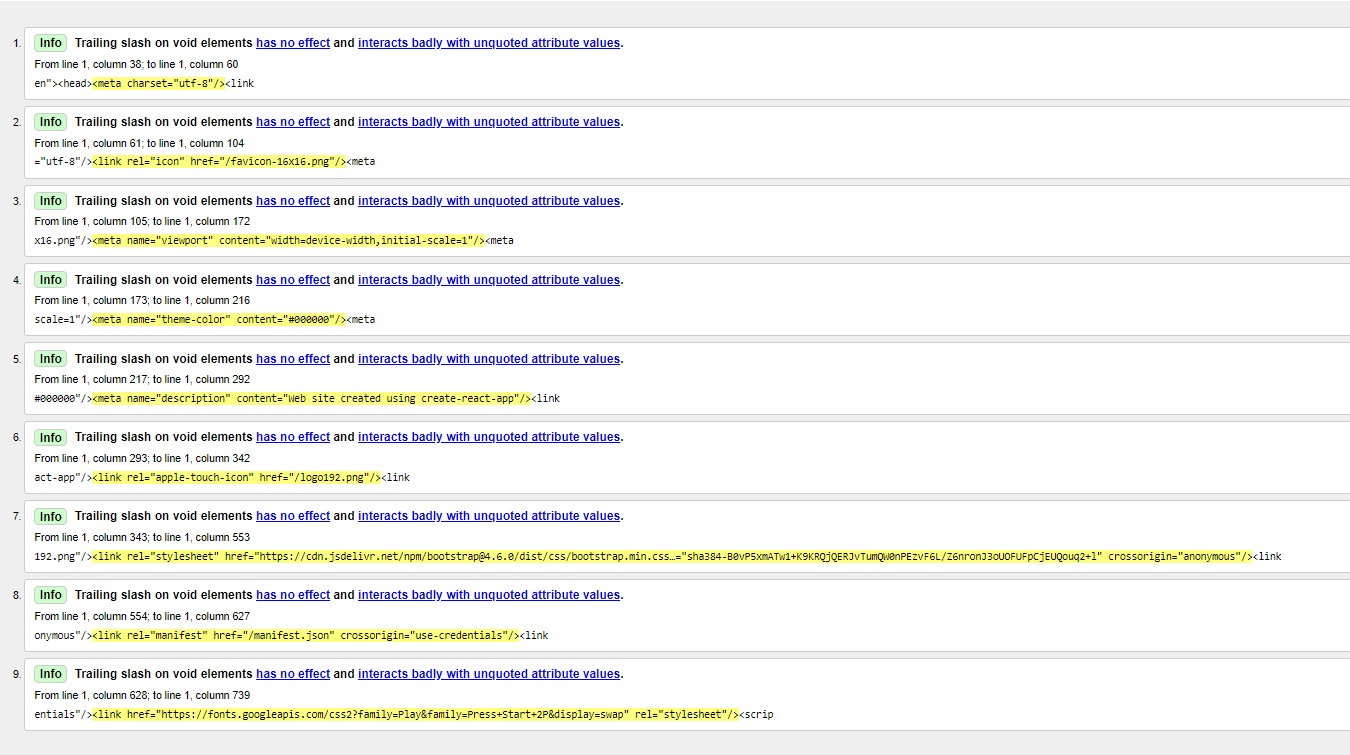 1. Info Trailing slash on void elements has no effect and interacts badly with unquoted attribute values.
From line 1, column 38; to line 1, column 60
en"><head><meta charset="utf-8"/><link
2. Info Trailing slash on void elements has no effect and interacts badly with unquoted attribute values.
From line 1, column 61; to line 1, column 104
="utf-8"/><link rel="icon" href="/favicon-16x16.png"/><meta
3. Info Trailing slash on void elements has no effect and interacts badly with unquoted attribute values.
From line 1, column 105; to line 1, column 172
x16.png"/><meta name="viewport" content="width=device-width,initial-scale=1"/><meta
4. Info Trailing slash on void elements has no effect and interacts badly with unquoted attribute values.
From line 1, column 173; to line 1, column 216
scale=1"/><meta name="theme-color" content="#000000"/><meta
5. Info Trailing slash on void elements has no effect and interacts badly with unquoted attribute values.
From line 1, column 217; to line 1, column 292
#000000"/><meta name="description" content="Web site created using create-react-app"/><link
6. Info Trailing slash on void elements has no effect and interacts badly with unquoted attribute values.
From line 1, column 293; to line 1, column 342
act-app"/><link rel="apple-touch-icon" href="/logo192.png"/><link
7. Info Trailing slash on void elements has no effect and interacts badly with unquoted attribute values.
From line 1, column 343; to line 1, column 553
192.png"/><link rel="stylesheet" href="https://cdn.jsdelivr.net/npm/bootstrap@4.6.0/dist/css/bootstrap.min.css…="sha384-B0vP5xmATw1+K9KRQjQERJvTumQW0nPEzvF6L/Z6nronJ3oUOFUFpCjEUQouq2+l" crossorigin="anonymous"/><link
8. Info Trailing slash on void elements has no effect and interacts badly with unquoted attribute values.
From line 1, column 554; to line 1, column 627
onymous"/><link rel="manifest" href="/manifest.json" crossorigin="use-credentials"/><link
9. Info Trailing slash on void elements has no effect and interacts badly with unquoted attribute values.
From line 1, column 628; to line 1, column 739
entials"/><link href="https://fonts.googleapis.com/css2?family=Play&family=Press+Start+2P&display=swap" rel="stylesheet"/><scrip